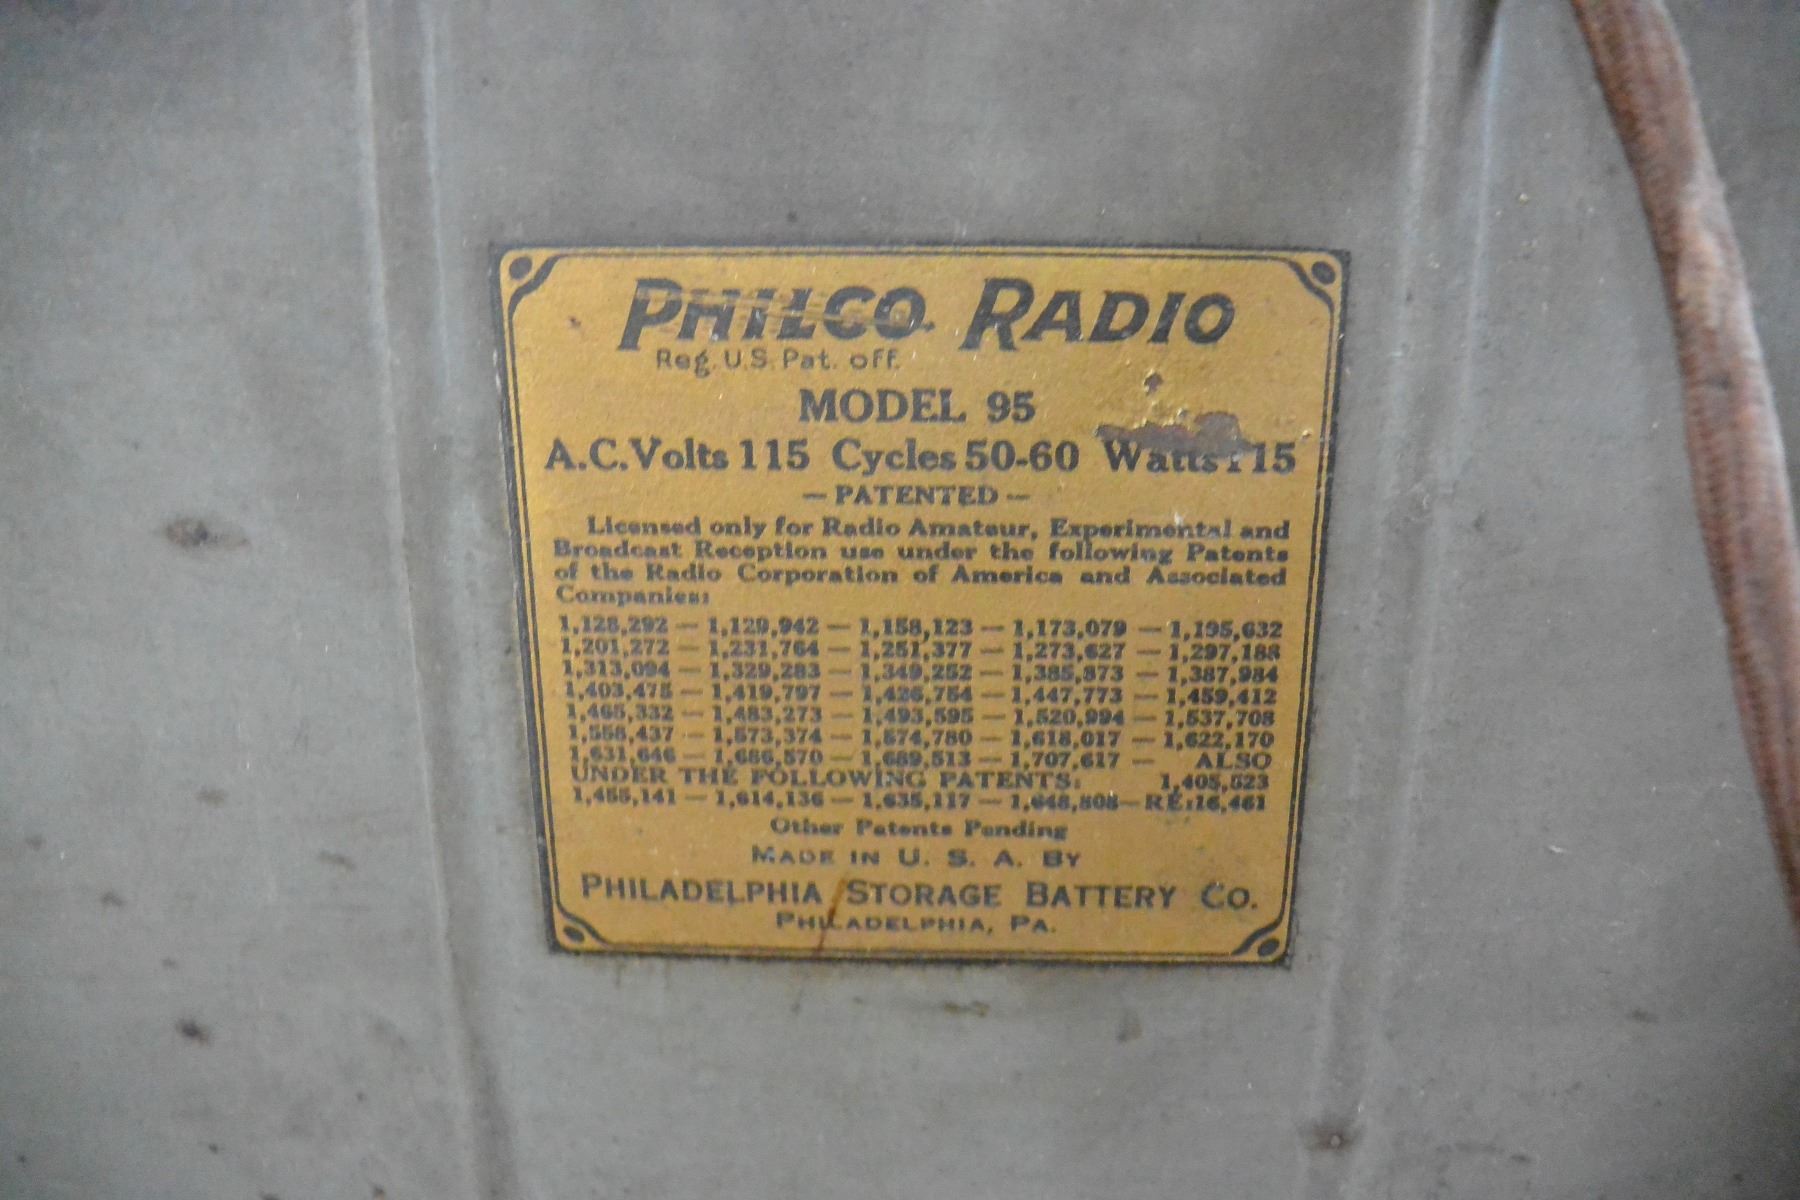 PHILCO RADIO
Reg. U.S. Pat. off.
MODEL 95
A.C. Volts 115 Cycles 50-60 Watts 115
— PATENTED —
Licensed only for Radio Amateur, Experimental and
Broadcast Reception use under the following Patents
of the Radio Corporation of America and Associated
Companies:
1,128,292 — 1,129,942 — 1,158,123 — 1,173,079 — 1,195,632
1,201,272 — 1,231,764 — 1,251,377 — 1,273,627 — 1,297,188
1,313,094 — 1,329,283 — 1,349,252 — 1,385,873 — 1,387,984
1,403,475 — 1,419,797 — 1,426,754 — 1,447,773 — 1,459,412
1,465,332 — 1,483,273 — 1,493,595 — 1,520,994 — 1,537,708
1,558,437 — 1,573,374 — 1,574,780 — 1,618,017 — 1,622,170
1,631,646 — 1,686,570 — 1,689,513 — 1,707,617 — ALSO
UNDER THE FOLLOWING PATENTS: 1,405,523
1,455,141 — 1,614,136 — 1,635,117 — 1,648,808 — RE:16,461
Other Patents Pending
MADE IN U. S. A. BY
PHILADELPHIA STORAGE BATTERY CO.
PHILADELPHIA, PA.